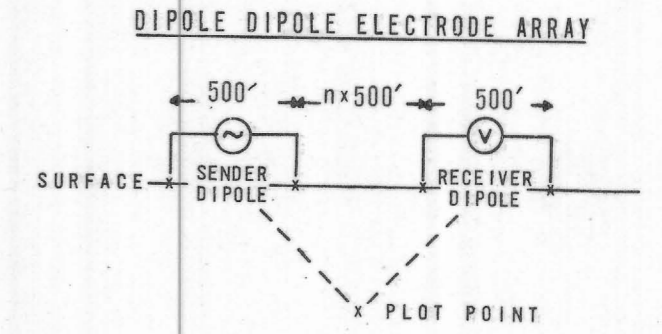 DIPOLE DIPOLE ELECTRODE ARRAY
500' n×500' 500'
~ V
SURFACE
SENDER
DIPOLE
RECEIVER
DIPOLE
x PLOT POINT